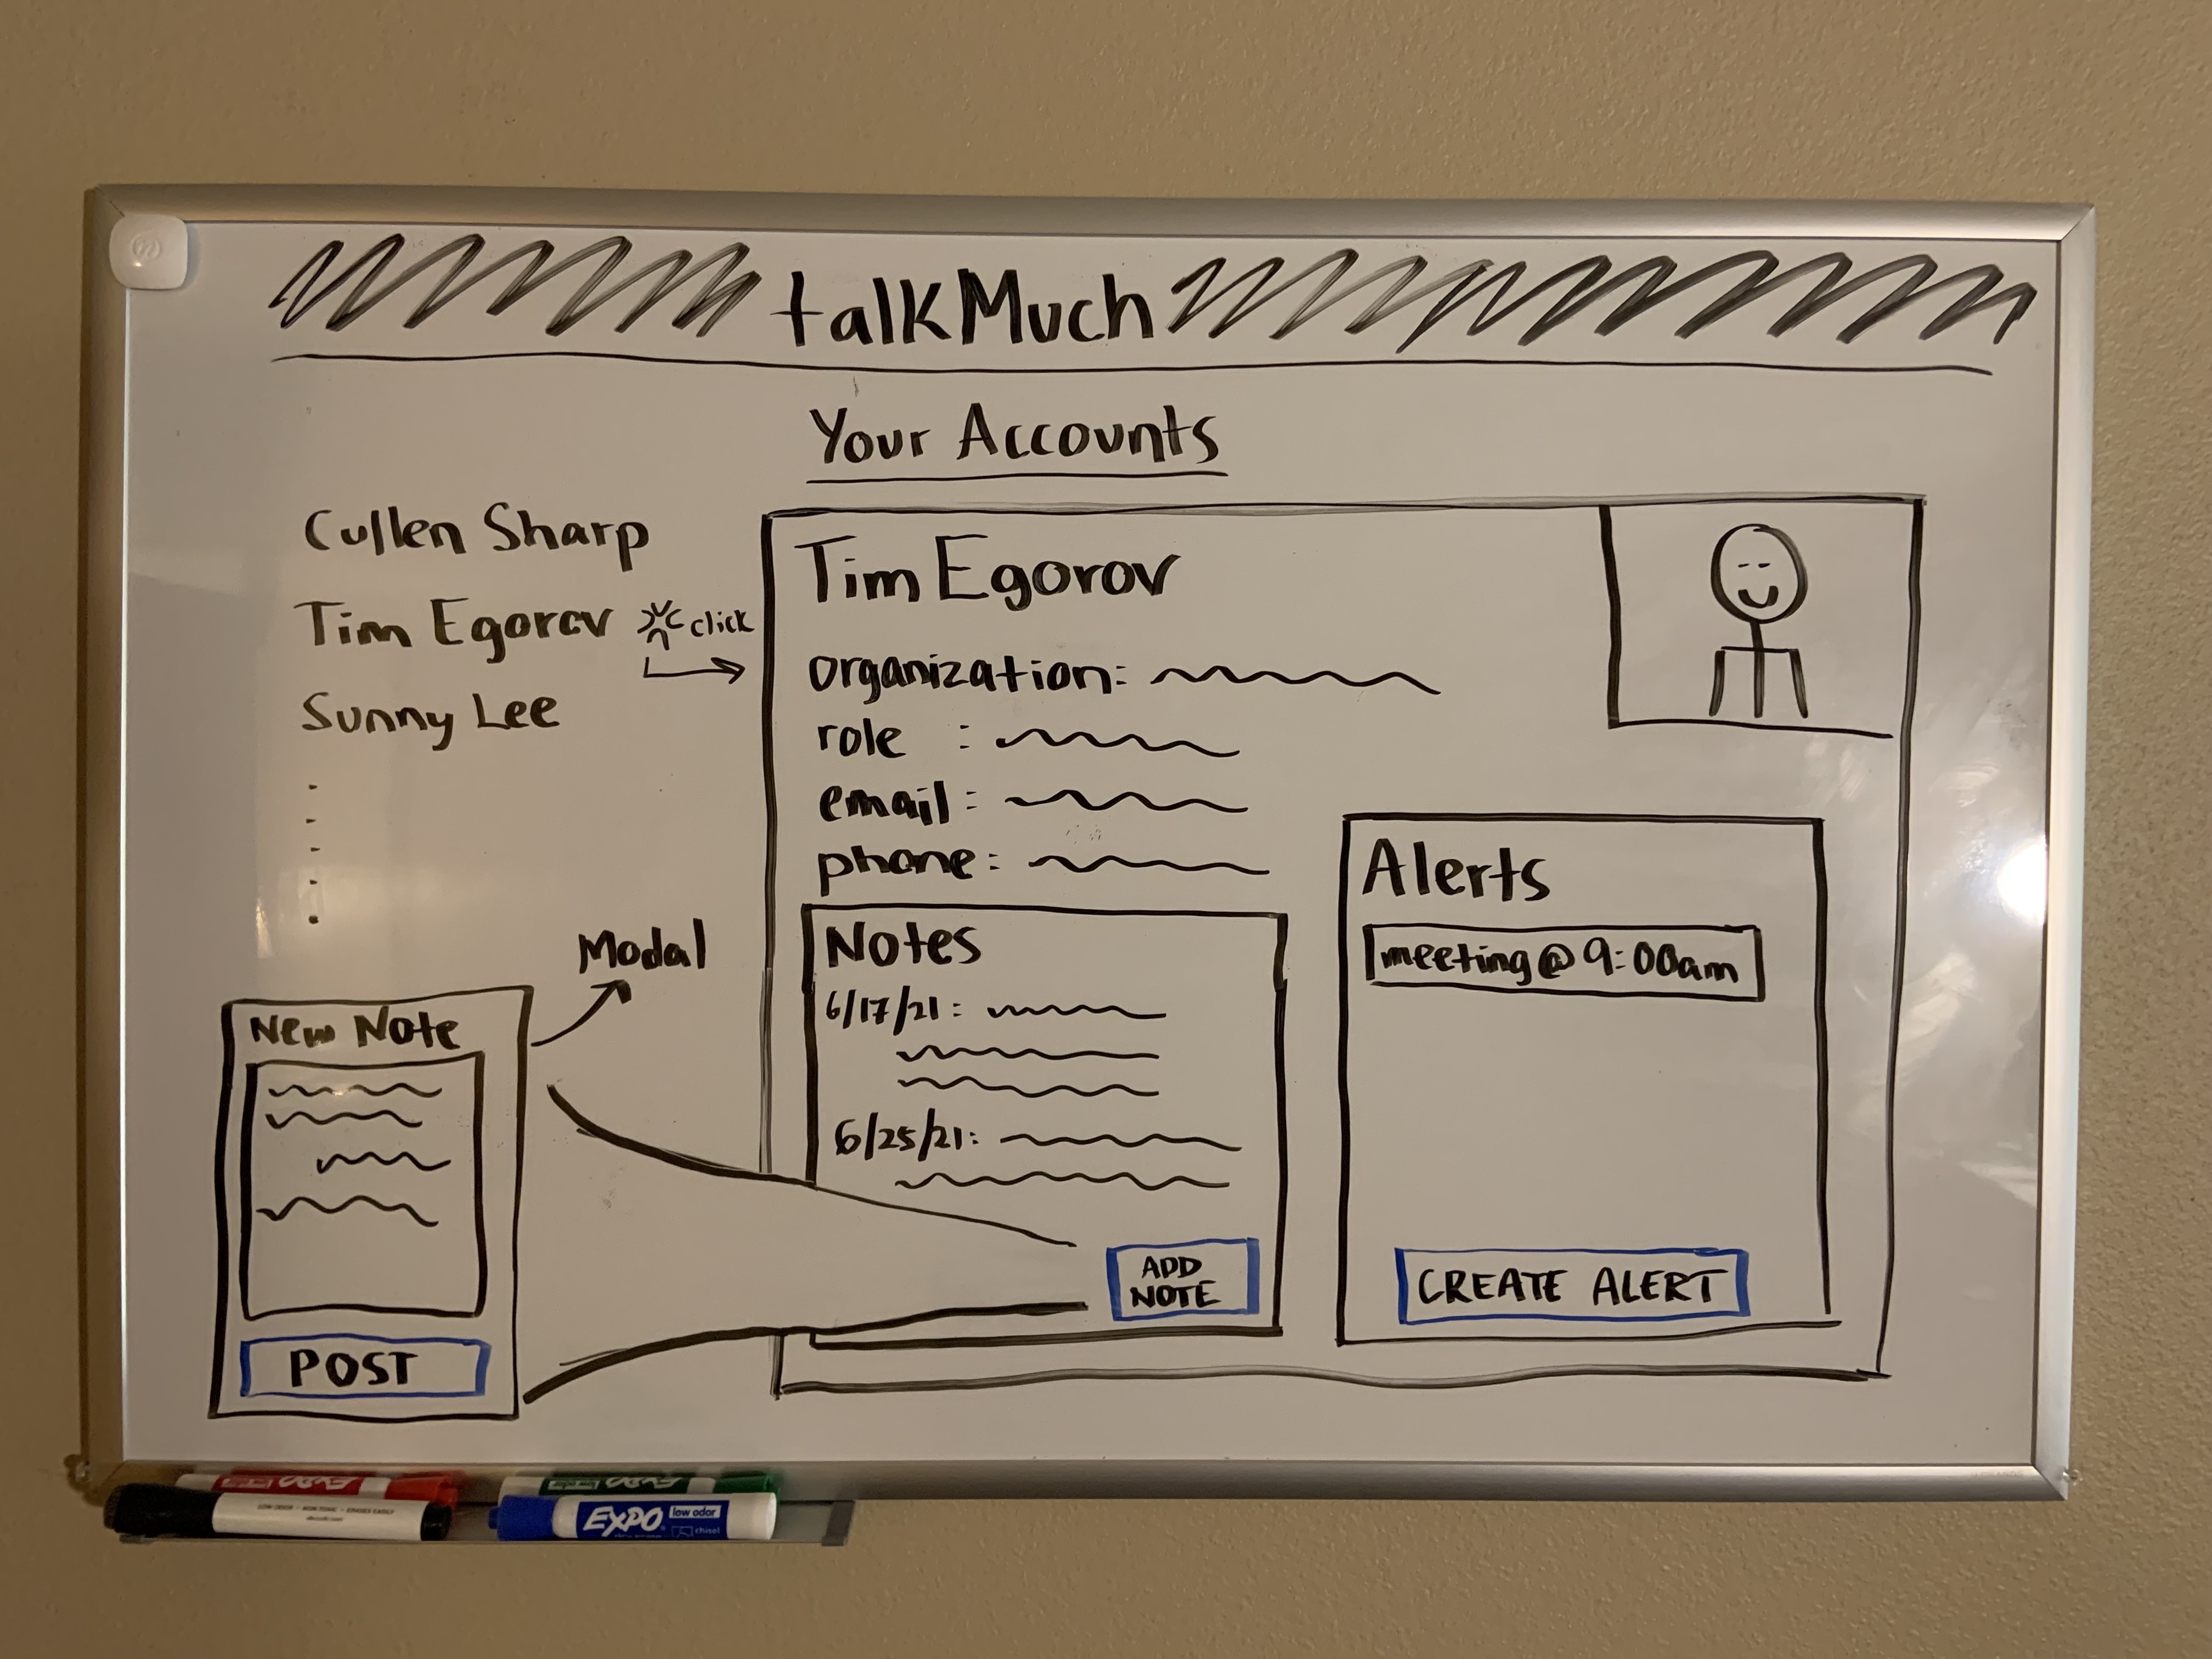 talkMuch
Your Accounts
Cullen Sharp
Tim Egorov
click
Sunny Lee
Tim Egorov
organization:
role :
email :
phone :
Notes
6/17/21:
6/25/21:
ADD
NOTE
Alerts
meeting@9:00am
CREATE ALERT
Modal
New Note
POST
EXPO
low odor
chisel